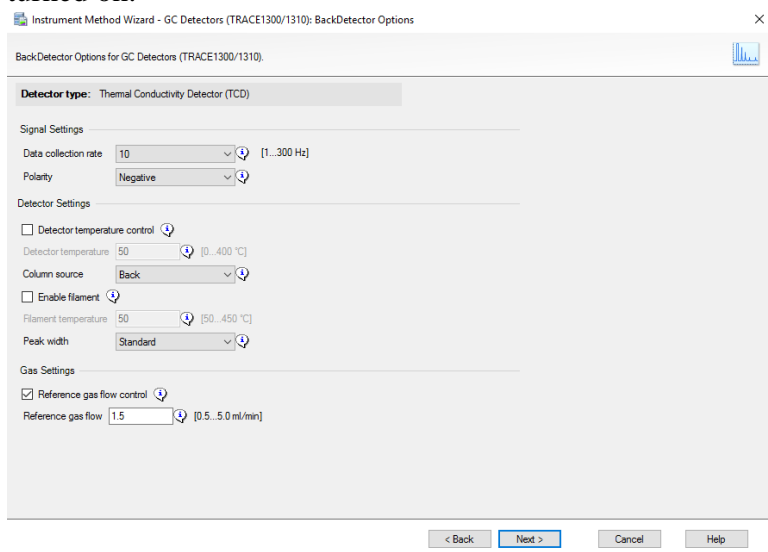 turned on.
Instrument Method Wizard - GC Detectors (TRACE1300/1310): BackDetector Options
BackDetector Options for GC Detectors (TRACE1300/1310).
Detector type: Thermal Conductivity Detector (TCD)
Signal Settings
Data collection rate 10 [1...300 Hz]
Polarity Negative
Detector Settings
Detector temperature control
Detector temperature 50 [0...400 °C]
Column source Back
Enable filament
Filament temperature 50 [50...450 °C]
Peak width Standard
Gas Settings
Reference gas flow control
Reference gas flow 1.5 [0.5...5.0 ml/min]
< Back Next > Cancel Help